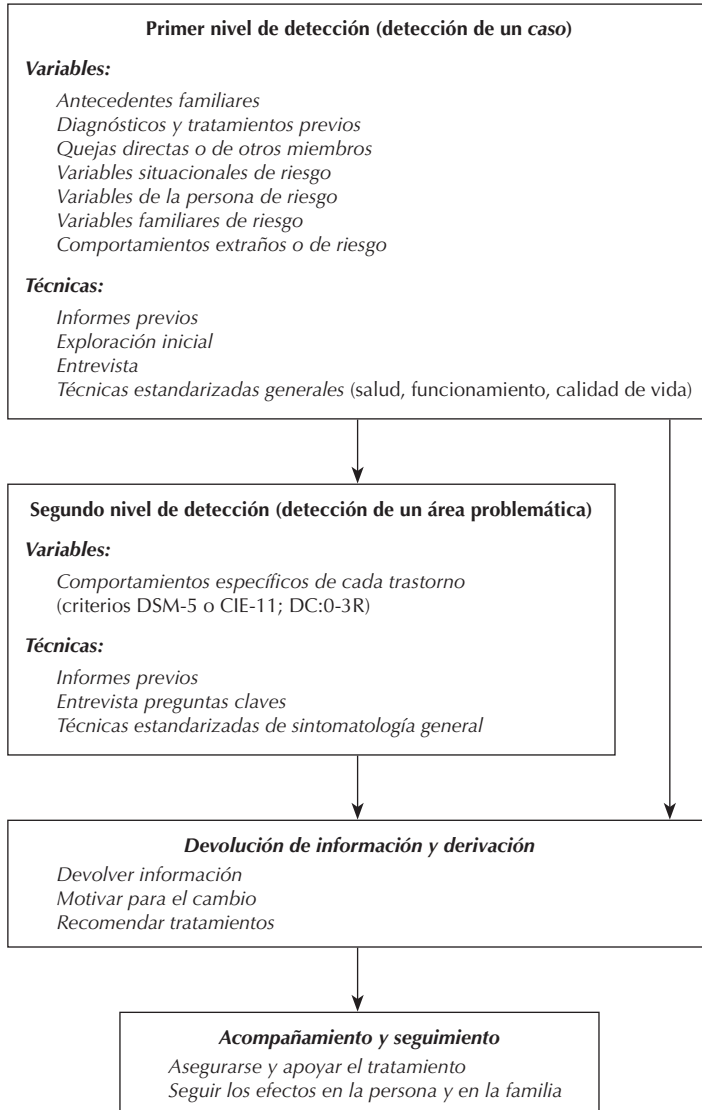 Primer nivel de detección (detección de un caso)
Variables:
Antecedentes familiares
Diagnósticos y tratamientos previos
Quejas directas o de otros miembros
Variables situacionales de riesgo
Variables de la persona de riesgo
Variables familiares de riesgo
Comportamientos extraños o de riesgo
Técnicas:
Informes previos
Exploración inicial
Entrevista
Técnicas estandarizadas generales (salud, funcionamiento, calidad de vida)
Segundo nivel de detección (detección de un área problemática)
Variables:
Comportamientos específicos de cada trastorno
(criterios DSM-5 o CIE-11; DC:0-3R)
Técnicas:
Informes previos
Entrevista preguntas claves
Técnicas estandarizadas de sintomatología general
Devolución de información y derivación
Devolver información
Motivar para el cambio
Recomendar tratamientos
Acompañamiento y seguimiento
Asegurarse y apoyar el tratamiento
Seguir los efectos en la persona y en la familia